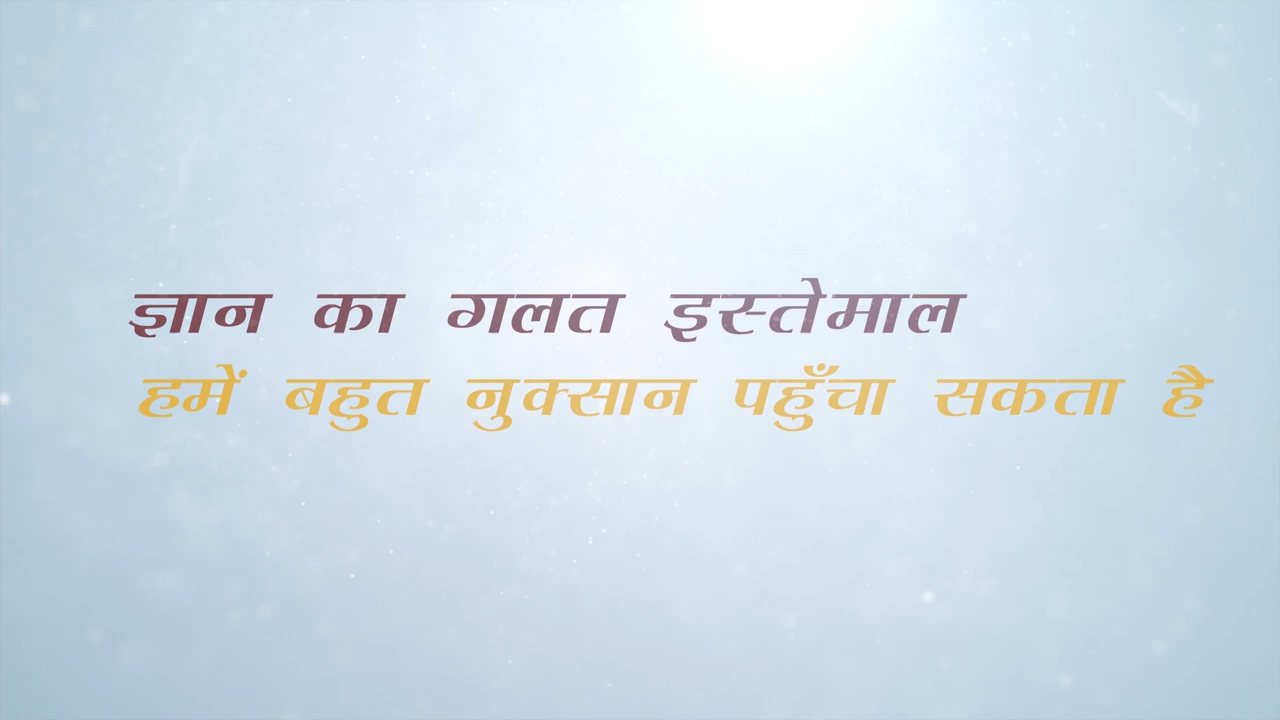 ज्ञान का गलत इस्तेमाल
हमें बहुत नुक्सान पहुँचा सकता है